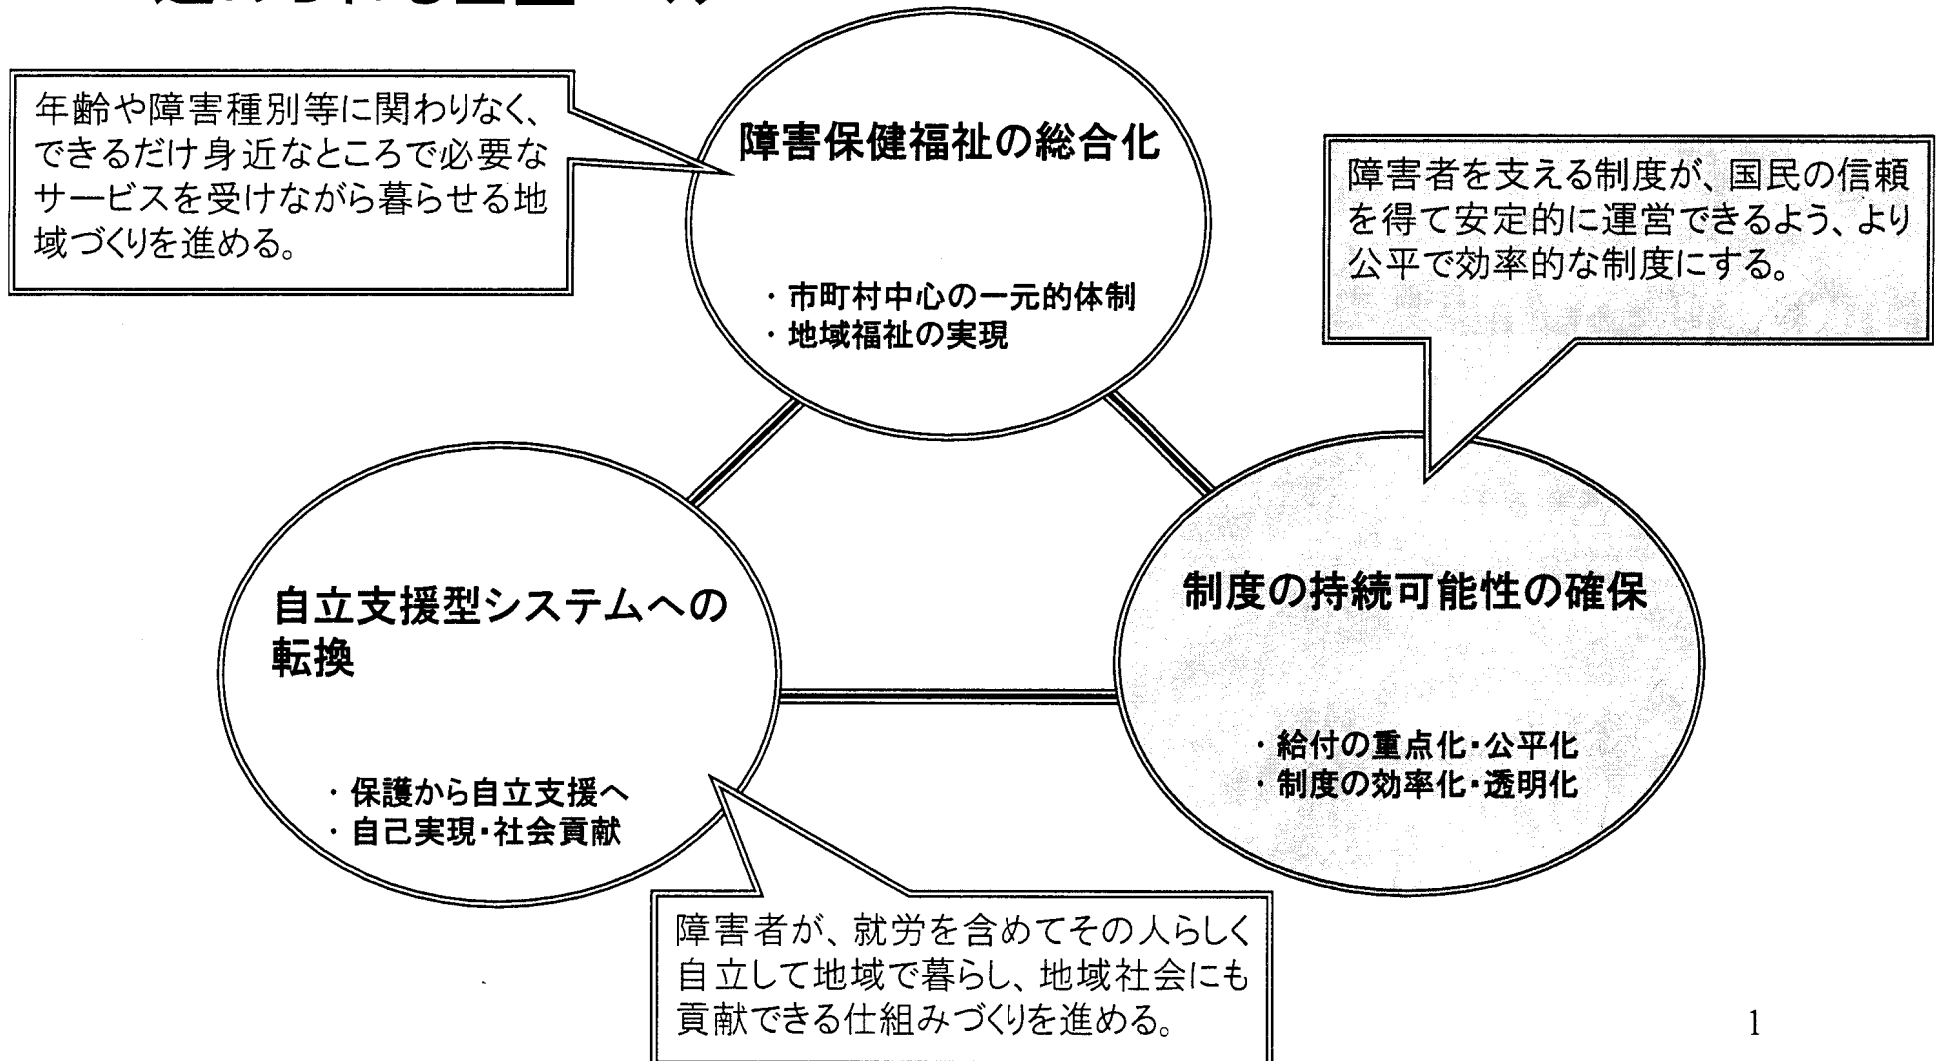 年齢や障害種別等に関わりなく、
できるだけ身近なところで必要な
サービスを受けながら暮らせる地
域づくりを進める。
障害保健福祉の総合化
・市町村中心の一元的体制
・地域福祉の実現
障害者を支える制度が、国民の信頼
を得て安定的に運営できるよう、より
公平で効率的な制度にする。
自立支援型システムへの
転換
・保護から自立支援へ
・自己実現・社会貢献
制度の持続可能性の確保
・給付の重点化・公平化
・制度の効率化・透明化
障害者が、就労を含めてその人らしく
自立して地域で暮らし、地域社会にも
貢献できる仕組みづくりを進める。
1